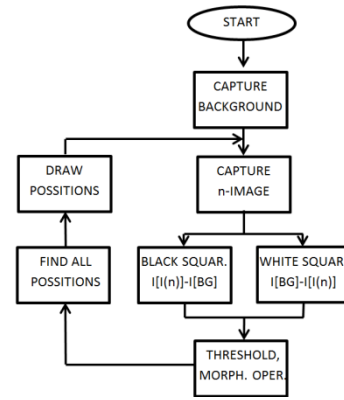 START
CAPTURE
BACKGROUND
DRAW
POSSITIONS
CAPTURE
n-IMAGE
FIND ALL
POSSITIONS
BLACK SQUAR.
I[I(n)]-I[BG]
WHITE SQUAR
I[BG]-I[I(n)]
THRESHOLD,
MORPH. OPER.